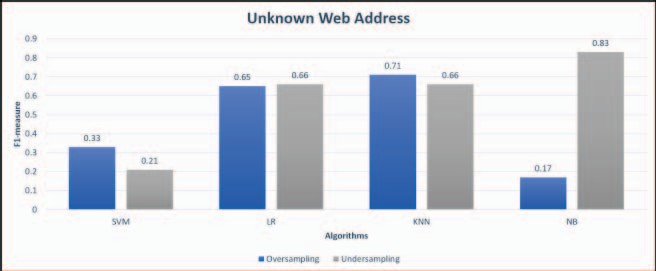 Unknown Web Address
F1-measure
0.9
0.8
0.7
0.6
0.5
0.4
0.3
0.2
0.1
0
0.33
0.21
0.65
0.66
0.71
0.66
0.17
0.83
SVM
LR
KNN
NB
Algorithms
Oversampling
Undersampling